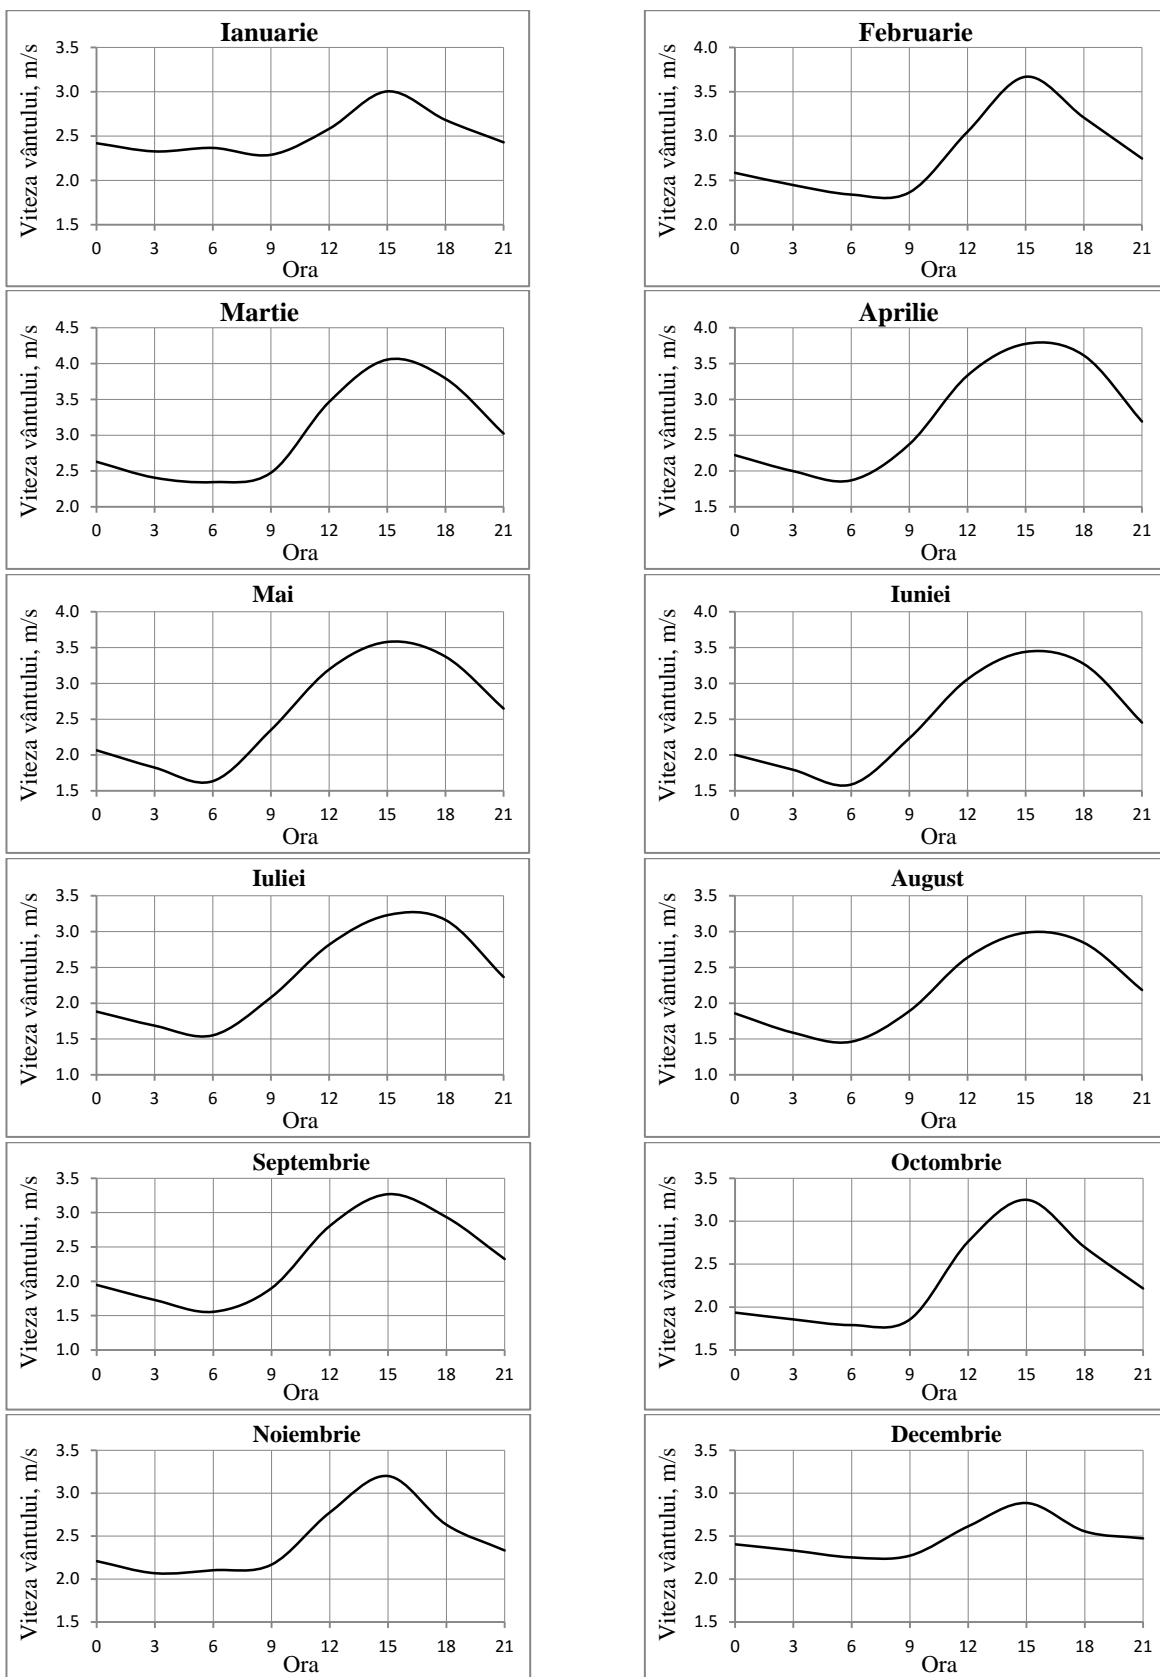 Ianuarie
Viteza vântului, m/s
3.5
3.0
2.5
2.0
1.5
0 3 6 9 12 15 18 21
Ora
Februarie
Viteza vântului, m/s
4.0
3.5
3.0
2.5
2.0
0 3 6 9 12 15 18 21
Ora
Martie
Viteza vântului, m/s
4.5
4.0
3.5
3.0
2.5
2.0
0 3 6 9 12 15 18 21
Ora
Aprilie
Viteza vântului, m/s
4.0
3.5
3.0
2.5
2.0
1.5
0 3 6 9 12 15 18 21
Ora
Mai
Viteza vântului, m/s
4.0
3.5
3.0
2.5
2.0
1.5
0 3 6 9 12 15 18 21
Ora
Iuniei
Viteza vântului, m/s
4.0
3.5
3.0
2.5
2.0
1.5
0 3 6 9 12 15 18 21
Ora
Iuliei
Viteza vântului, m/s
3.5
3.0
2.5
2.0
1.5
1.0
0 3 6 9 12 15 18 21
Ora
August
Viteza vântului, m/s
3.5
3.0
2.5
2.0
1.5
1.0
0 3 6 9 12 15 18 21
Ora
Septembrie
Viteza vântului, m/s
3.5
3.0
2.5
2.0
1.5
1.0
0 3 6 9 12 15 18 21
Ora
Octombrie
Viteza vântului, m/s
3.5
3.0
2.5
2.0
1.5
0 3 6 9 12 15 18 21
Ora
Noiembrie
Viteza vântului, m/s
3.5
3.0
2.5
2.0
1.5
0 3 6 9 12 15 18 21
Ora
Decembrie
Viteza vântului, m/s
3.5
3.0
2.5
2.0
1.5
0 3 6 9 12 15 18 21
Ora